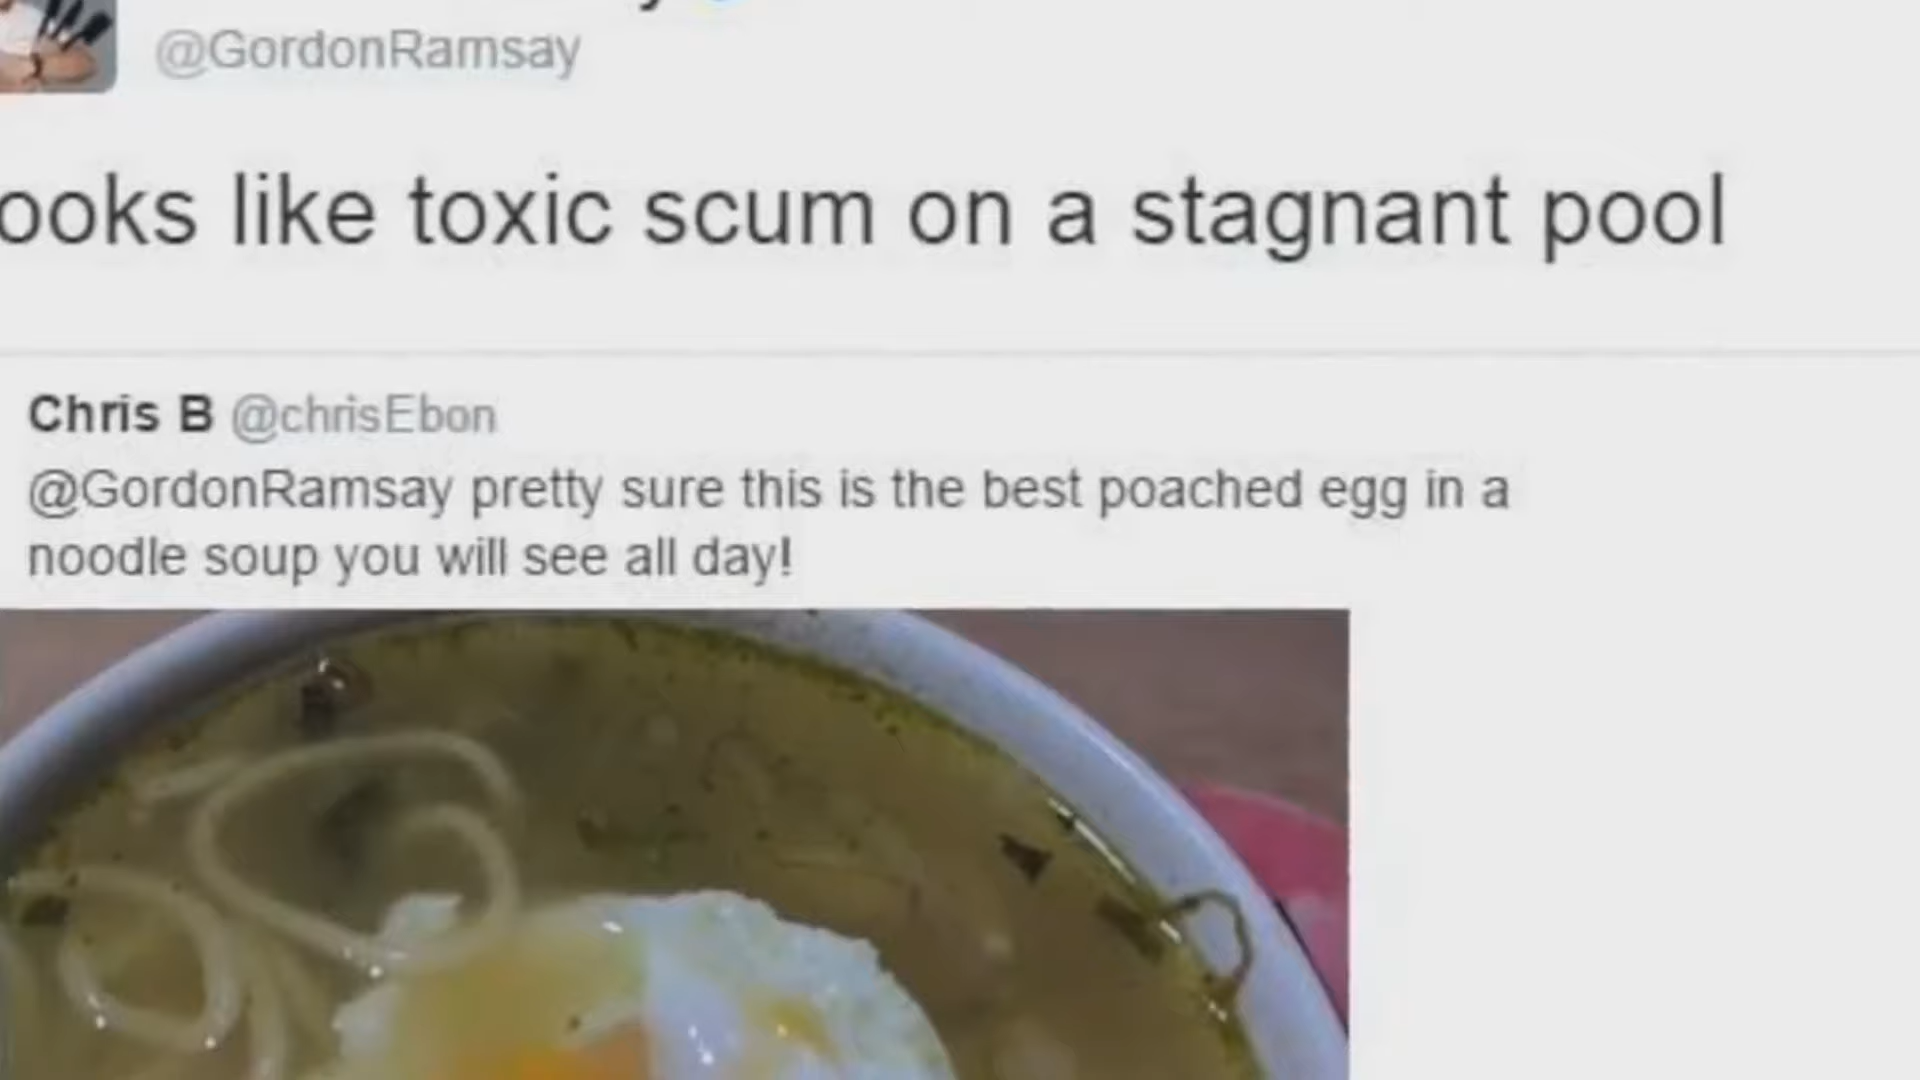 @GordonRamsay
ooks like toxic scum on a stagnant pool
Chris B @chrisEbon
@GordonRamsay pretty sure this is the best poached egg in a
noodle soup you will see all day!